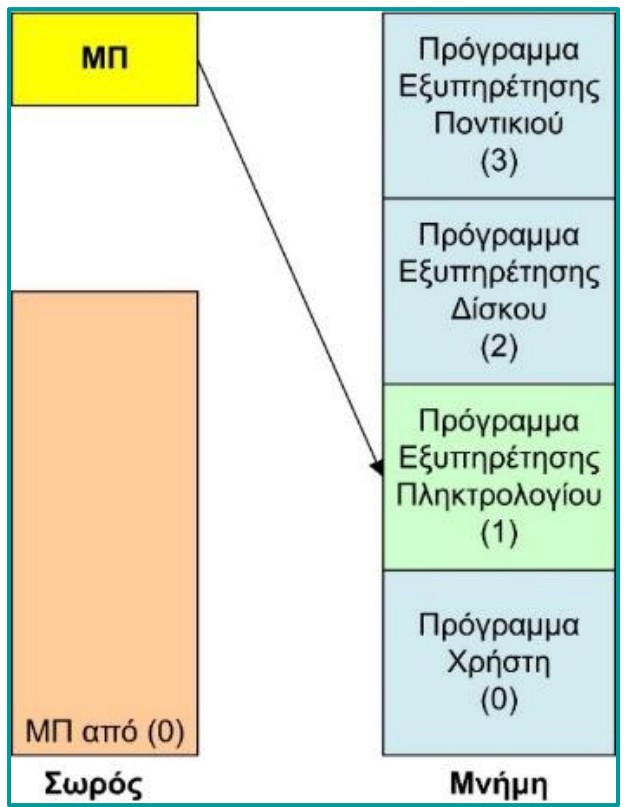 ΜΠ
ΜΠ από (0)
Σωρός
Πρόγραμμα
Εξυπηρέτησης
Ποντικιού
(3)
Πρόγραμμα
Εξυπηρέτησης
Δίσκου
(2)
Πρόγραμμα
Εξυπηρέτησης
Πληκτρολογίου
(1)
Πρόγραμμα
Χρήστη
(0)
Μνήμη